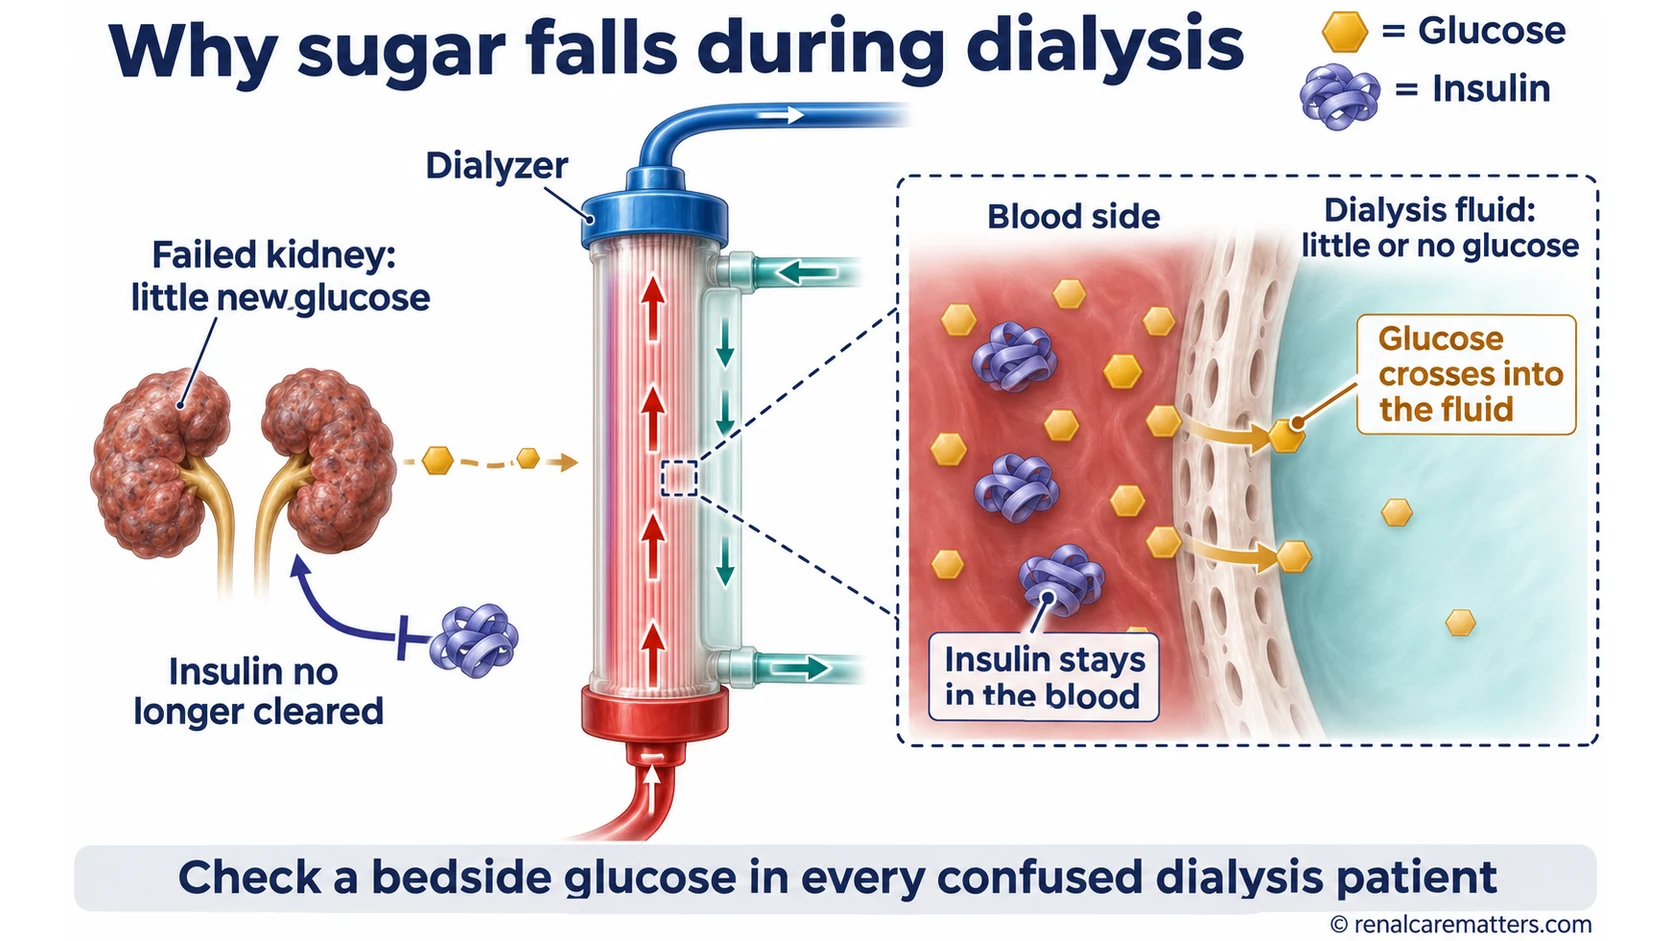 Why sugar falls during dialysis
= Glucose
= Insulin
Dialyzer
Failed kidney:
little new glucose
Insulin no
longer cleared
Blood side
Dialysis fluid:
little or no glucose
Glucose
crosses into
the fluid
Insulin stays
in the blood
Check a bedside glucose in every confused dialysis patient
© renalcarematters.com